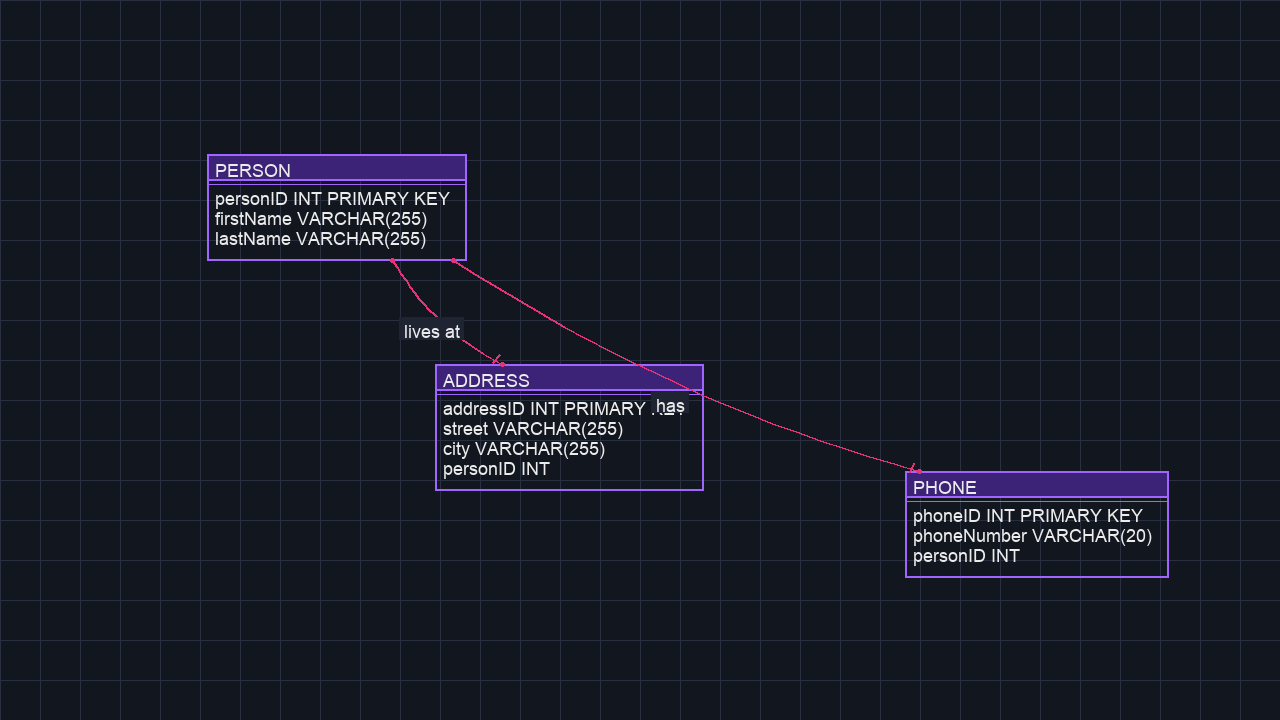 PERSON
personID INT PRIMARY KEY
firstName VARCHAR(255)
lastName VARCHAR(255)
lives at
ADDRESS
addressID INT PRIMARY
has
street VARCHAR(255)
city VARCHAR(255)
personID INT
PHONE
phoneID INT PRIMARY KEY
phoneNumber VARCHAR(20)
personID INT